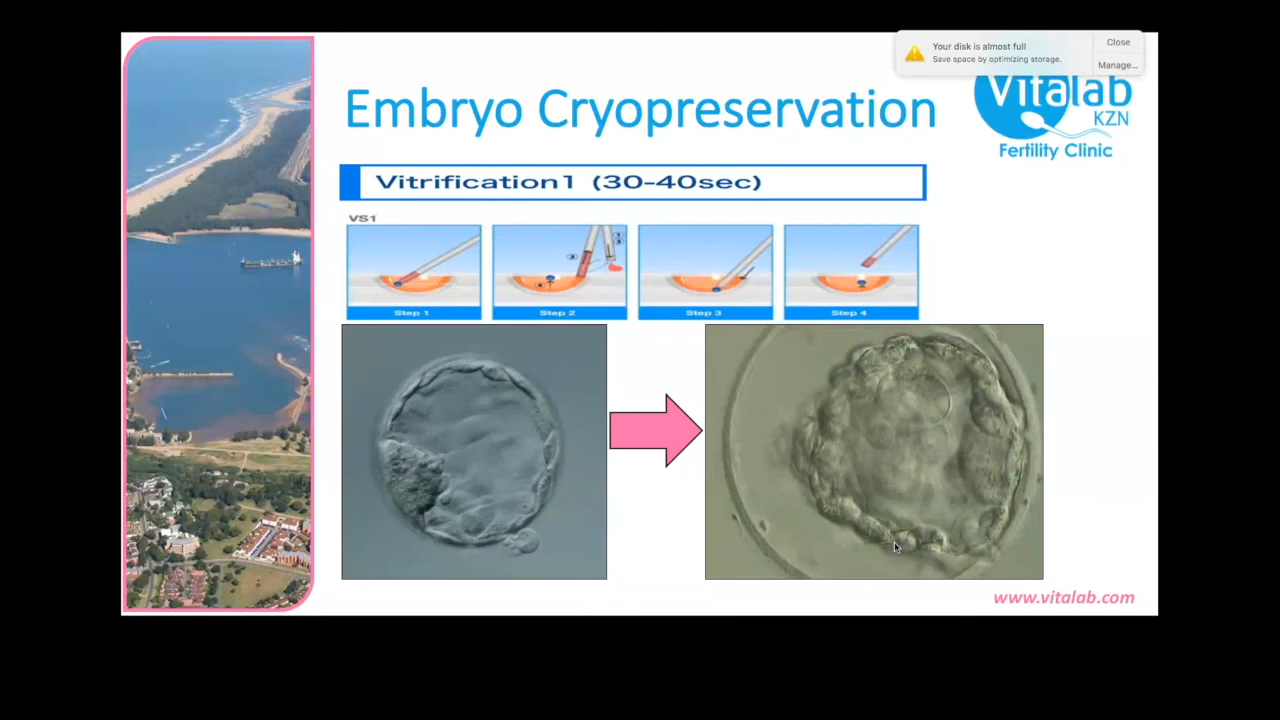 Your disk is almost full
Save space by optimizing storage.
Close
Manage...
Embryo Cryopreservation
Vitalab
KZN
Fertility Clinic
Vitrification1 (30-40sec)
VS1
Step 1
Step 2
Step 3
Step 4
www.vitalab.com